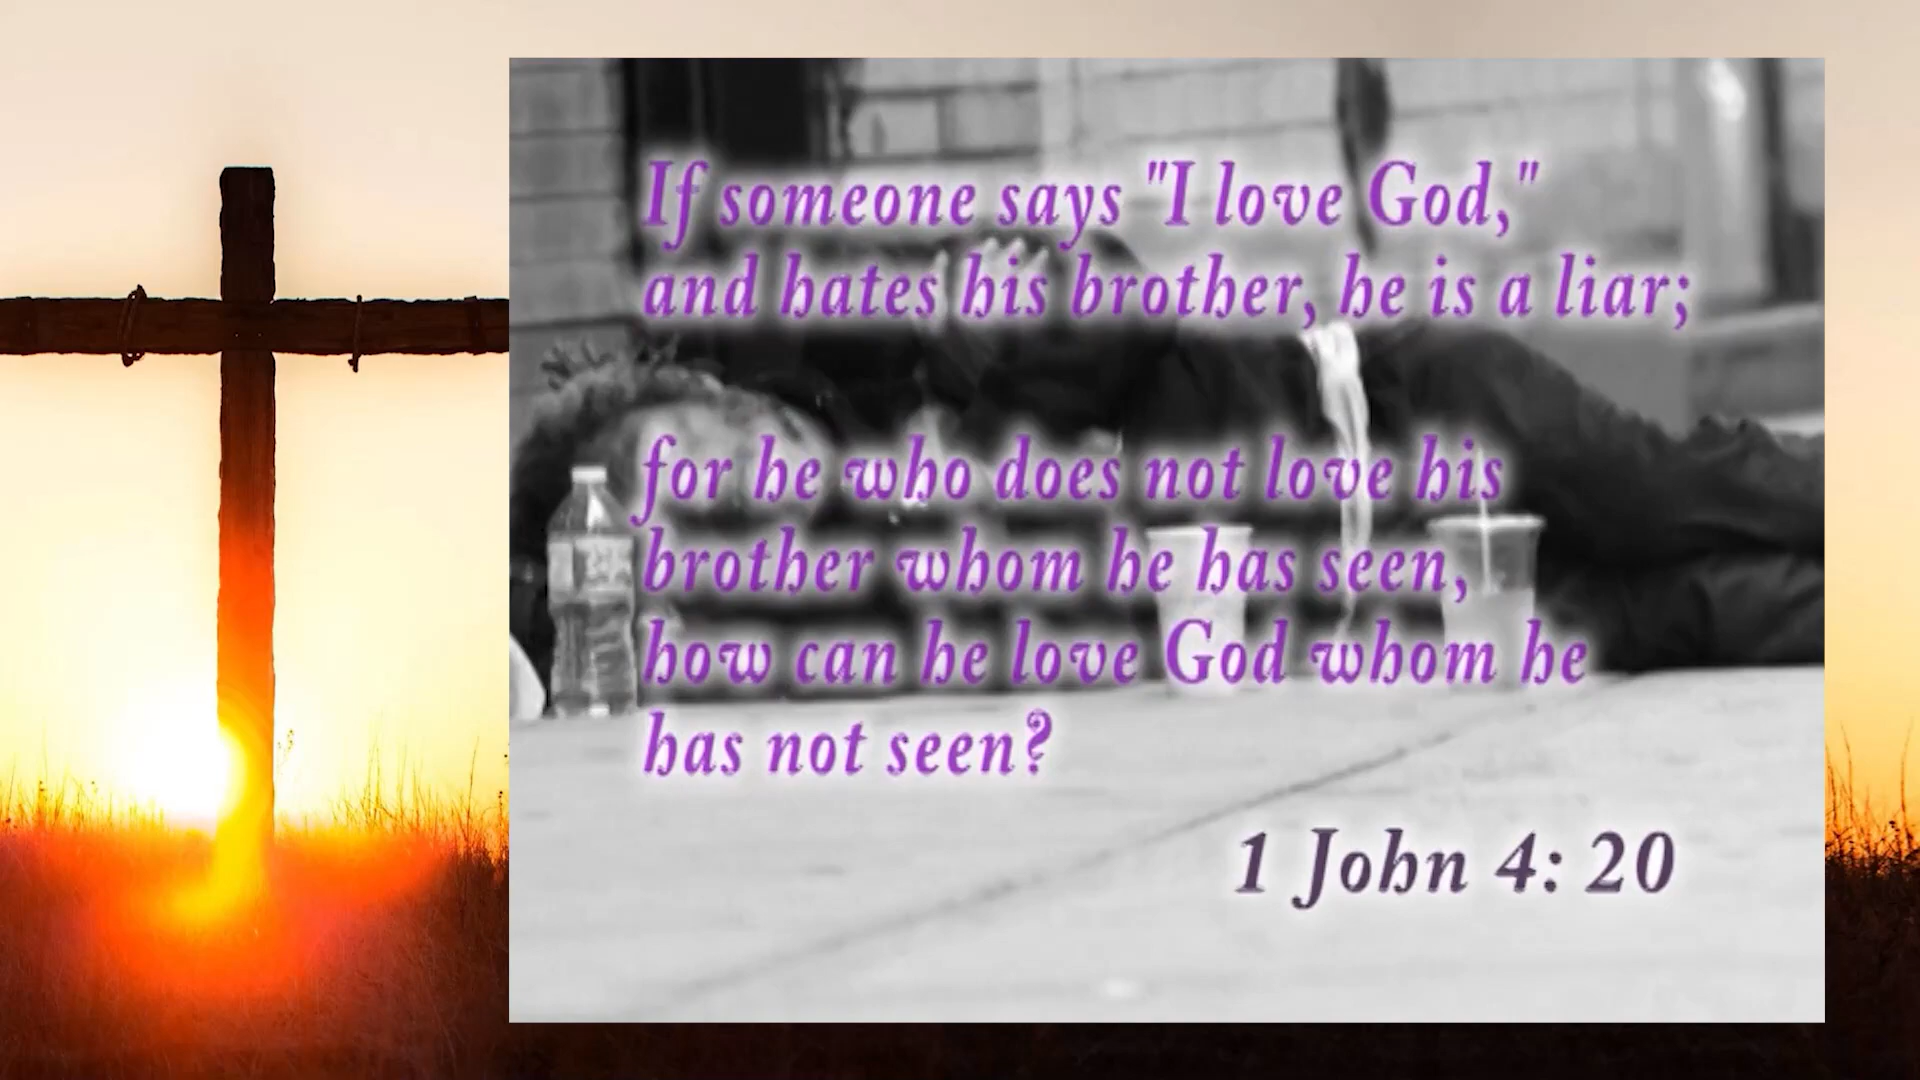 If someone says "I love God,"
and hates his brother, he is a liar;
for he who does not love his
brother whom he has seen,
how can he love God whom he
has not seen?
1 John 4: 20